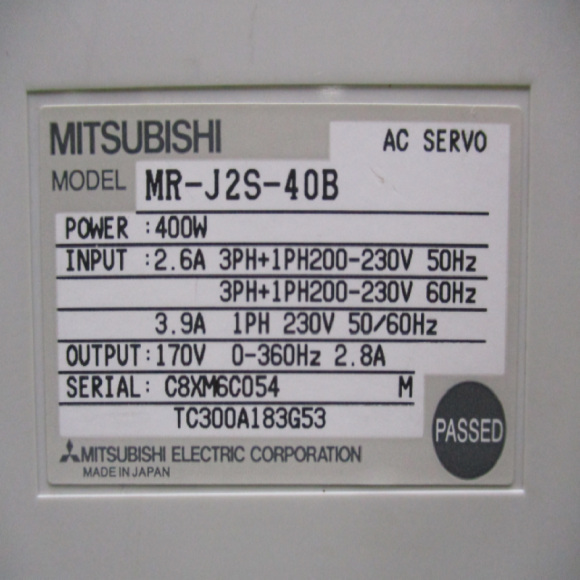 MITSUBISHI AC SERVO
MODEL MR-J2S-40B
POWER :400W
INPUT :2.6A 3PH+1PH200-230V 50Hz
3PH+1PH200-230V 60Hz
3.9A 1PH 230V 50/60Hz
OUTPUT:170V 0-360Hz 2.8A
SERIAL: C8XM6C054 M
TC300A183G53
PASSED
MITSUBISHI ELECTRIC CORPORATION
MADE IN JAPAN